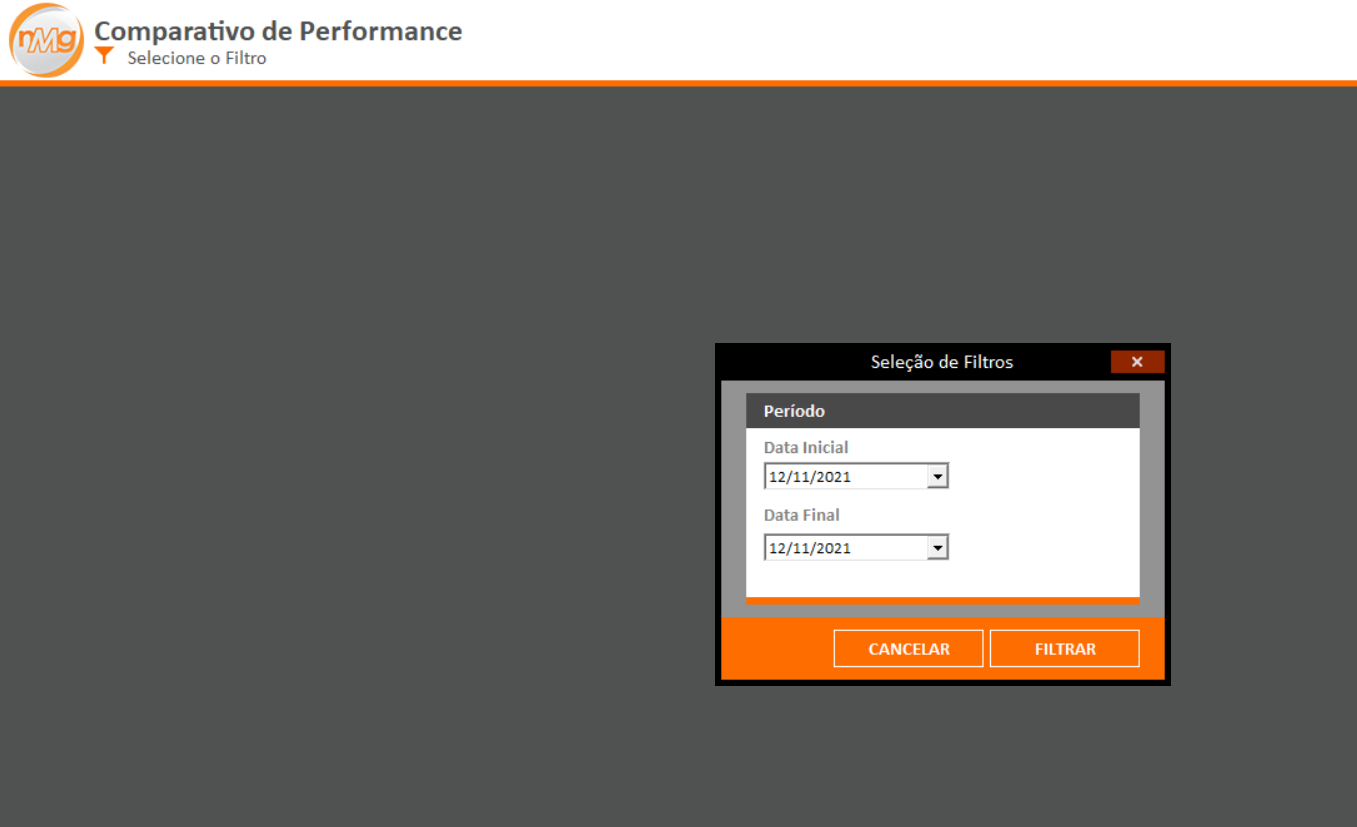 nMg
Comparativo de Performance
Selecione o Filtro
Seleção de Filtros
Período
Data Inicial
12/11/2021
Data Final
12/11/2021
CANCELAR FILTRAR